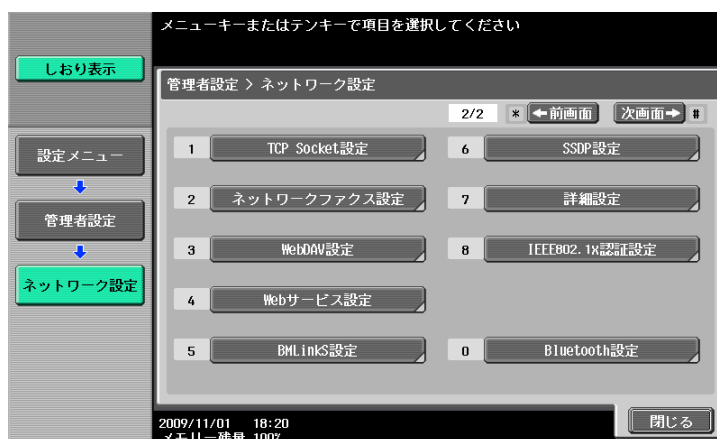 メニューキーまたはテンキーで項目を選択してください
しおり表示
管理者設定 > ネットワーク設定
2/2 * ←前画面 次画面→ #
設定メニュー
管理者設定
ネットワーク設定
1 TCP Socket設定
2 ネットワークファクス設定
3 WebDAV設定
4 Webサービス設定
5 BMLinkS設定
6 SSDP設定
7 詳細設定
8 IEEE802.1X認証設定
0 Bluetooth設定
2009/11/01 18:20
メモリー残量 100%
閉じる